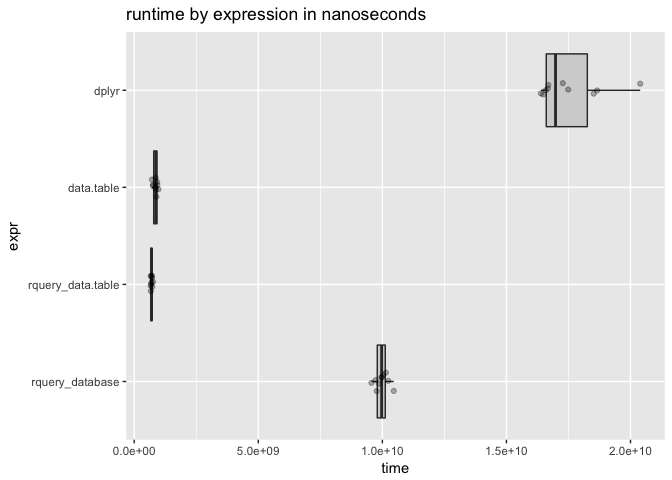 runtime by expression in nanoseconds
dplyr
data.table
rquery_data.table
rquery_database
expr
0.0e+00 5.0e+09 1.0e+10 1.5e+10 2.0e+10
time